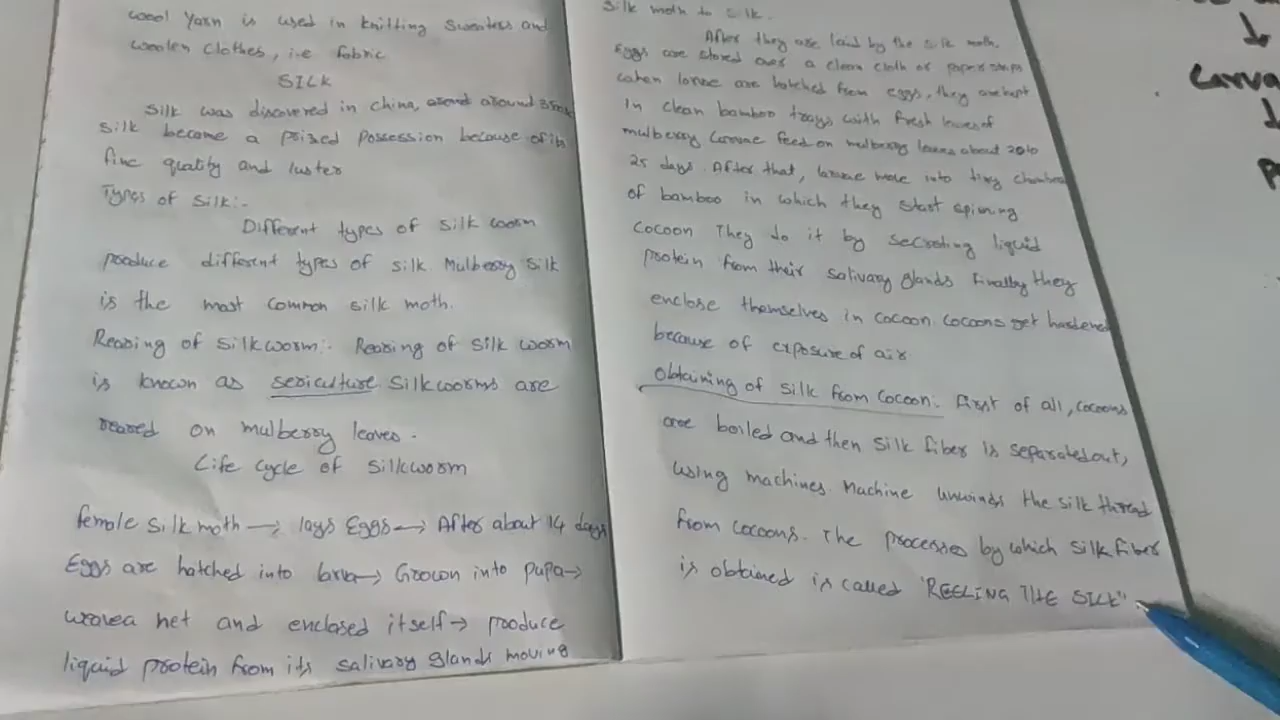 wool Yarn is used in knitting Sweaters and
woolen clothes, i.e fabric
SILK
Silk was discovered in China, around
Silk became a prized possession because of its
fine quality and luster
Types of Silk:-
Different types of silk worm
produce different types of silk. Mulberry silk
is the most common silk moth.
Rearing of silkworm:- Rearing of silk worm
is known as sericulture silkworms are
reared on mulberry leaves.
Life cycle of silkworm
female silk moth → lays Eggs → After about 14 days
Eggs are hatched into larva → Grown into pupa →
net and enclosed itself → produce
liquid protein from its salivary glands moving
silk moth to silk.
After they are laid by the silk moth.
Eggs are stored over a clean cloth or paper strips
when larvae are hatched from eggs, they are kept
in clean bamboo trays with fresh leaves of
mulberry Larvae feed on mulberry leaves about 20 to
25 days. After that, larvae move into tiny chambers
of bamboo in which they start spining
cocoon They do it by secreting liquid
protein from their salivary glands finally they
enclose themselves in cocoon. cocoons get hardened
because of exposure of air
obtaining of silk from cocoon:- First of all, cocoons
are boiled and then silk fiber is separated out,
using machines. Machine unwinds the silk thread
from cocoons. The processes by which silk fiber
is obtained is called "REELING THE SILK"
↓
Larva
↓
P